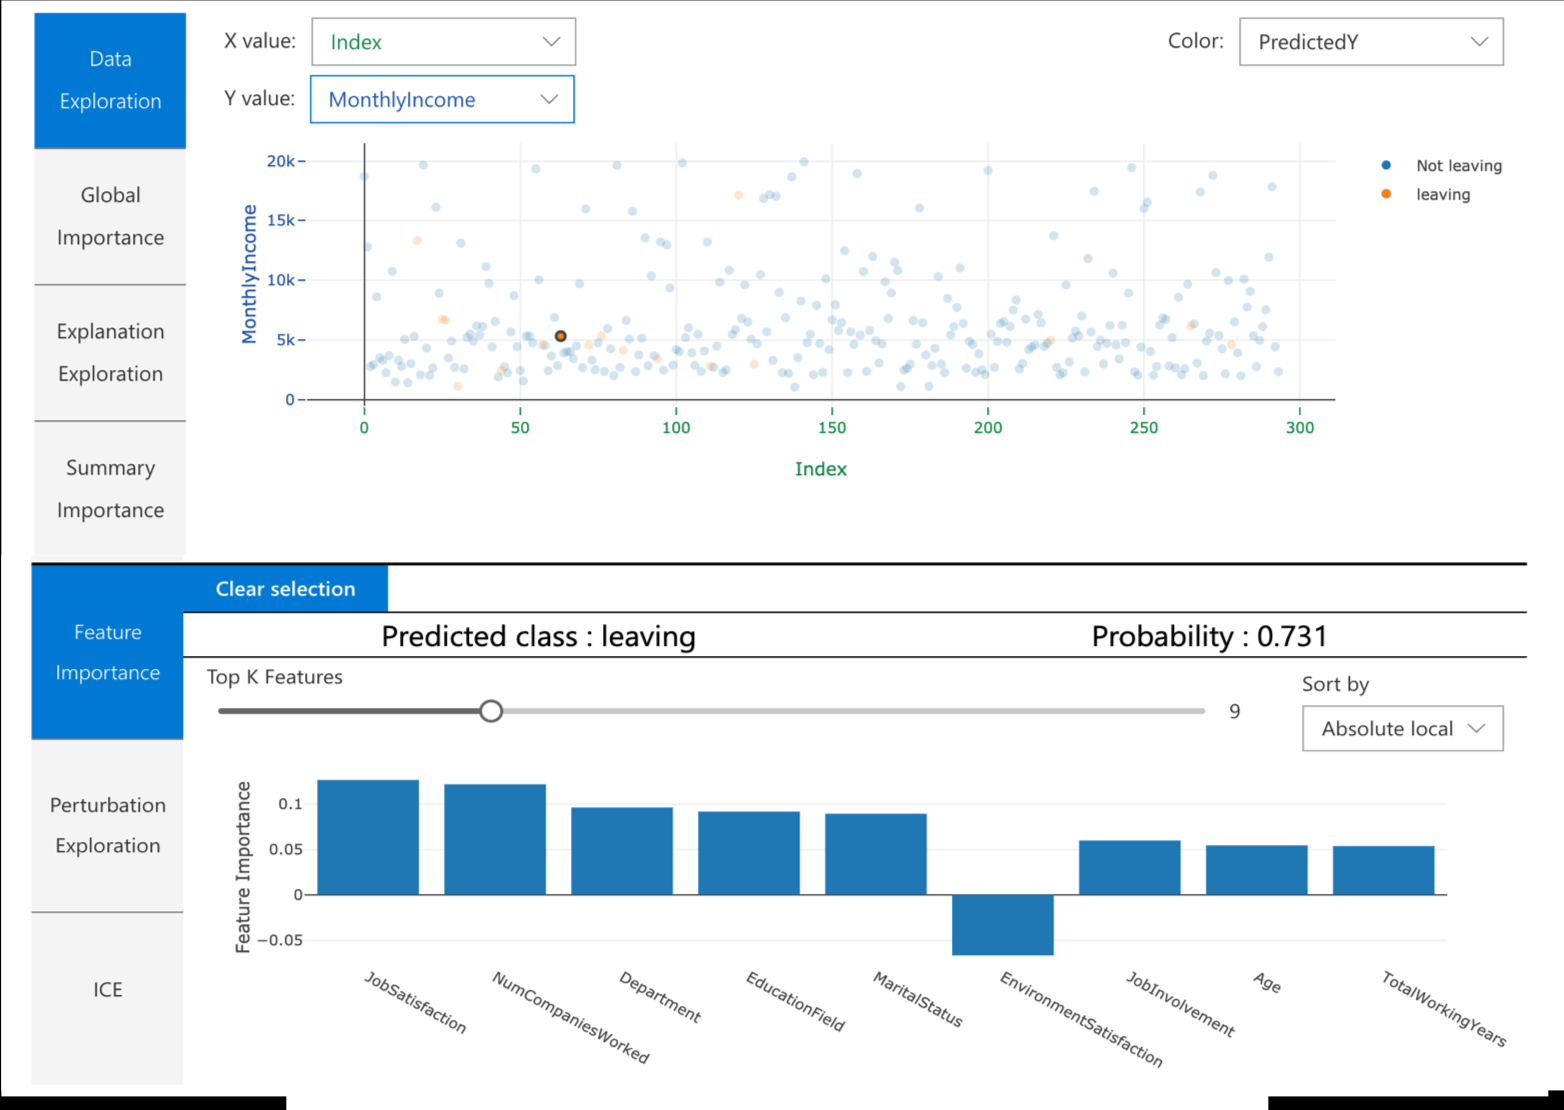 Data
Exploration
Global
Importance
Explanation
Exploration
Summary
Importance
X value:
Index
Y value:
MonthlyIncome
Color:
PredictedY
MonthlyIncome
20k
15k
10k
5k
0
0 50 100 150 200 250 300
Index
Not leaving
leaving
Feature
Importance
Perturbation
Exploration
ICE
Clear selection
Predicted class : leaving
Probability : 0.731
Top K Features
9
Sort by
Absolute local
Feature Importance
0.1
0.05
0
−0.05
JobSatisfaction
NumCompaniesWorked
Department
EducationField
MaritalStatus
EnvironmentSatisfaction
JobInvolvement
Age
TotalWorkingYears